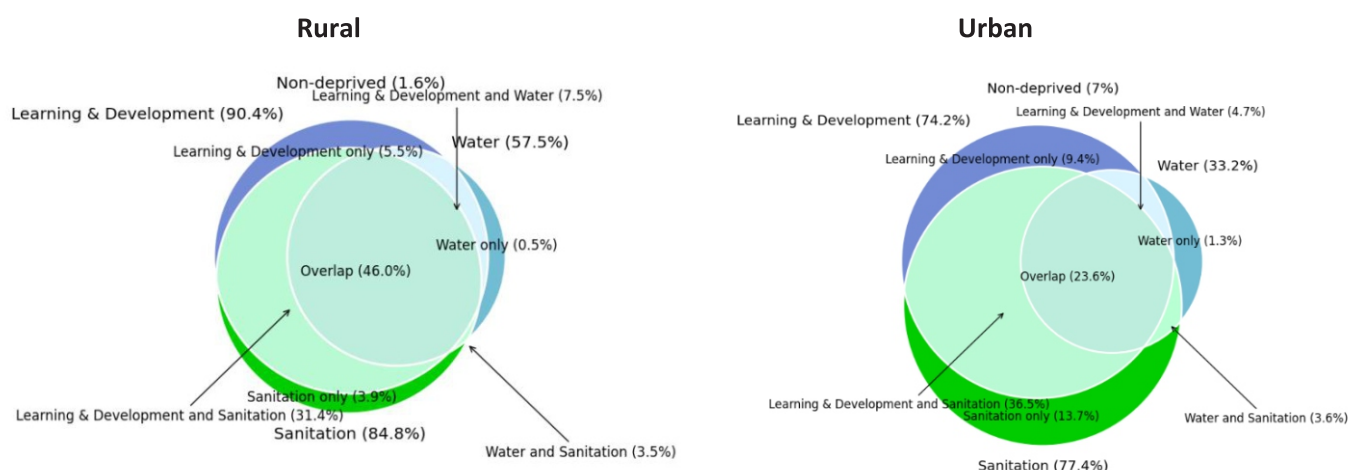 Rural
Non-deprived (1.6%)
Learning & Development and Water (7.5%)
Learning & Development (90.4%)
Water (57.5%)
Learning & Development only (5.5%)
Water only (0.5%)
Overlap (46.0%)
Sanitation only (3.9%)
Learning & Development and Sanitation (31.4%)
Sanitation (84.8%)
Water and Sanitation (3.5%)
Urban
Non-deprived (7%)
Learning & Development and Water (4.7%)
Learning & Development (74.2%)
Learning & Development only (9.4%)
Water (33.2%)
Water only (1.3%)
Overlap (23.6%)
Learning & Development and Sanitation (36.5%)
Sanitation only (13.7%)
Water and Sanitation (3.6%)
Sanitation (77.4%)